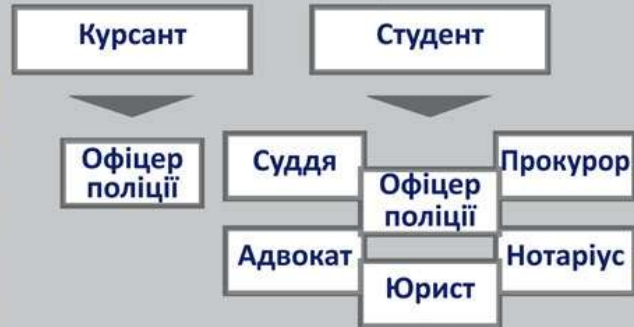 Курсант
Студент
Офіцер
поліції
Суддя
Офіцер
поліції
Прокурор
Адвокат
Юрист
Нотаріус